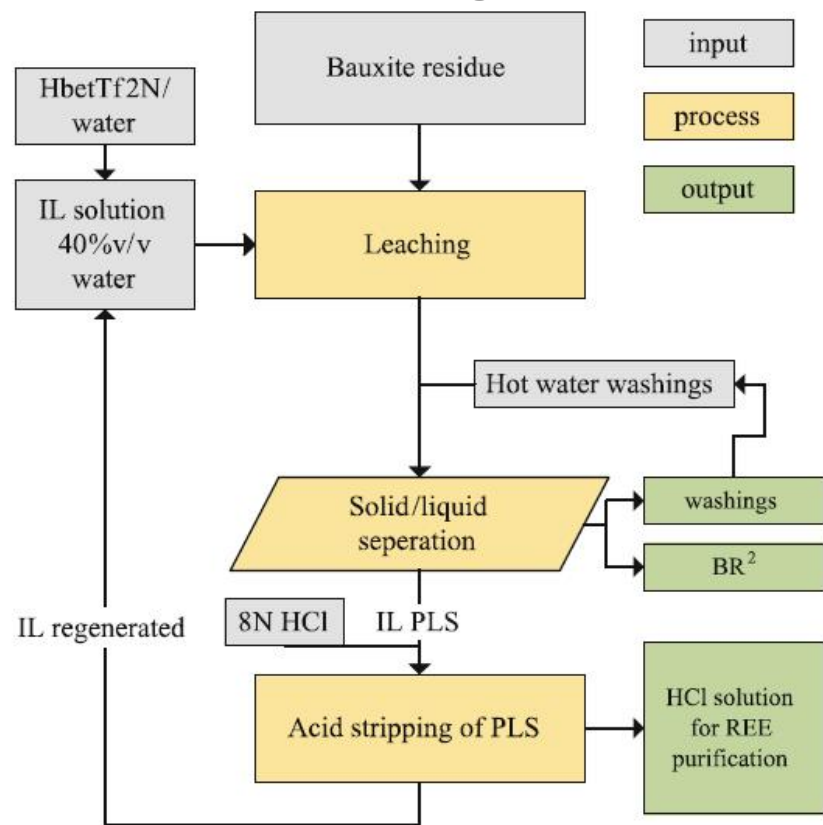 Bauxite residue
input
HbetTf2N/
water
process
output
IL solution
40%v/v
water
Leaching
Hot water washings
Solid/liquid
seperation
washings
BR²
IL regenerated
8N HCl
IL PLS
Acid stripping of PLS
HCl solution
for REE
purification